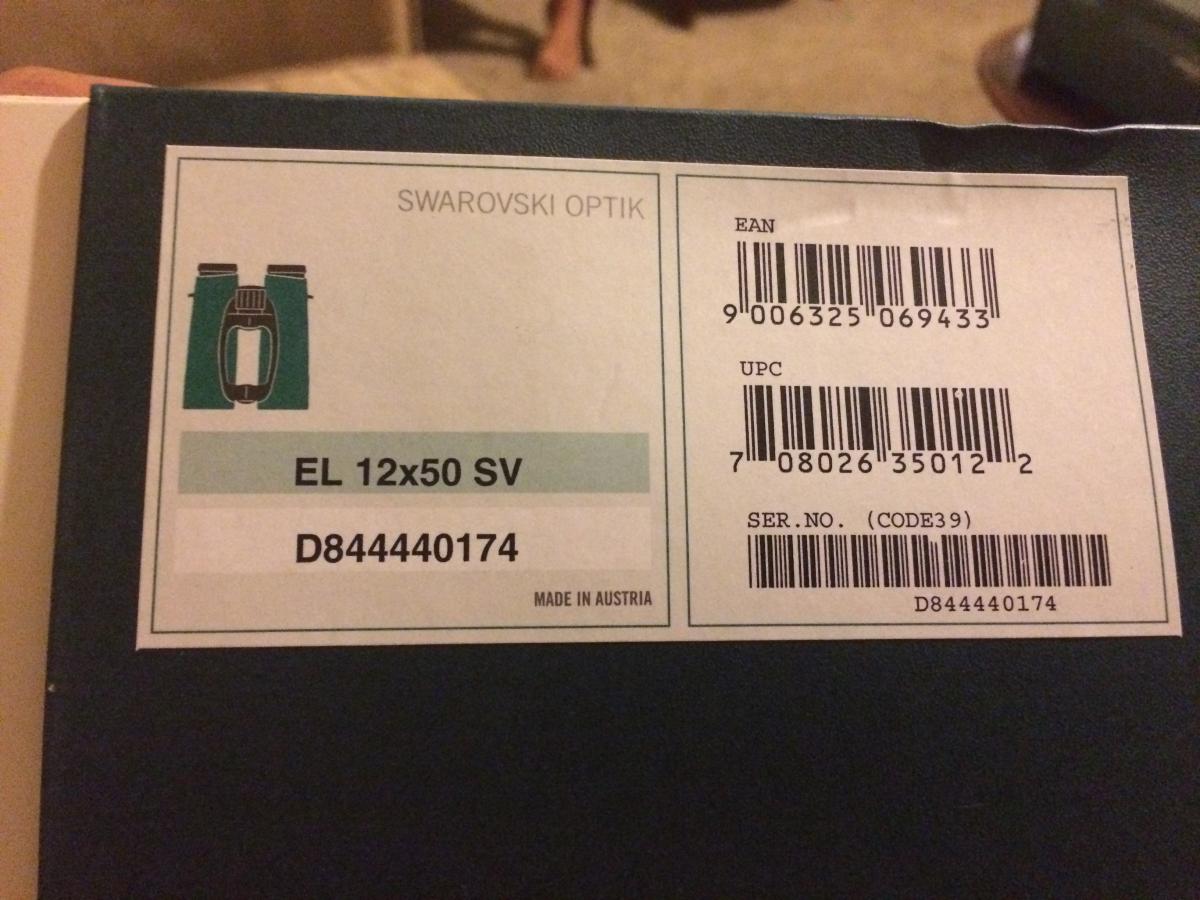 SWAROVSKI OPTIK
EL 12x50 SV
D844440174
MADE IN AUSTRIA
EAN
9 006325 069433
UPC
7 08026 35012 2
SER.NO. (CODE39)
D844440174